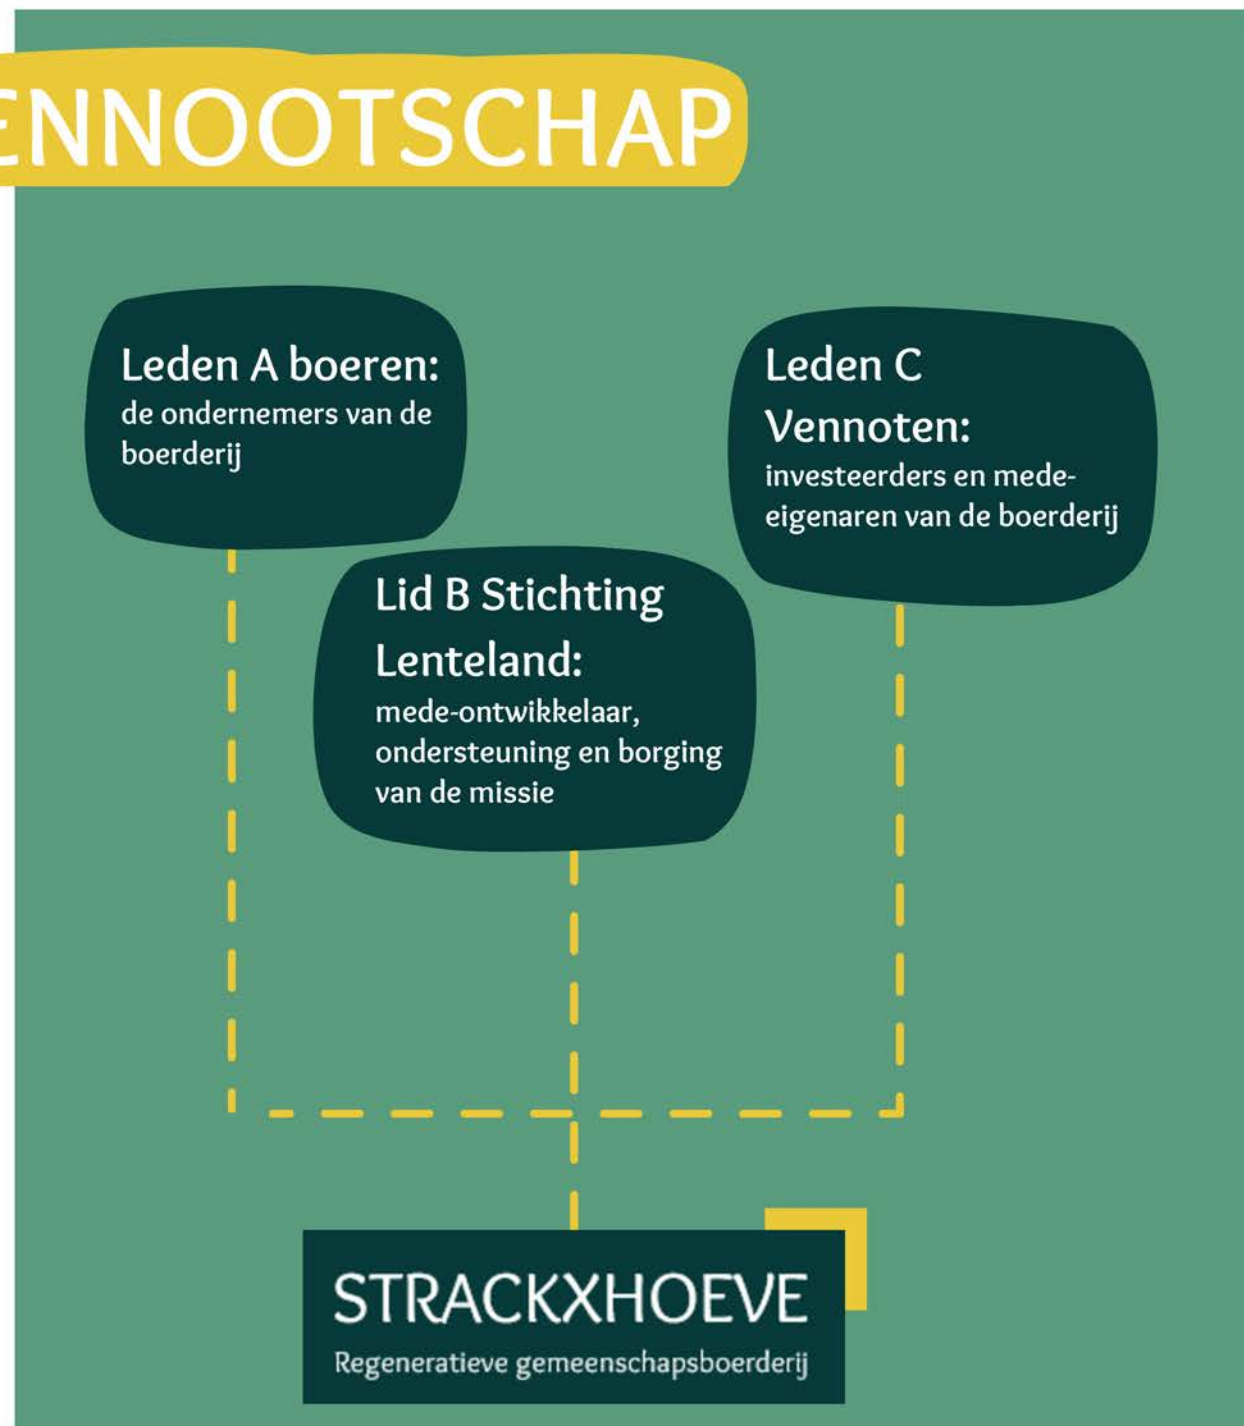 ENNOOTSCHAP
Leden A boeren:
de ondernemers van de
boerderij
Leden C
Vennoten:
investeerders en mede-
eigenaren van de boerderij
Lid B Stichting
Lenteland:
mede-ontwikkelaar,
ondersteuning en borging
van de missie
STRACKXHOEVE
Regeneratieve gemeenschapsboerderij